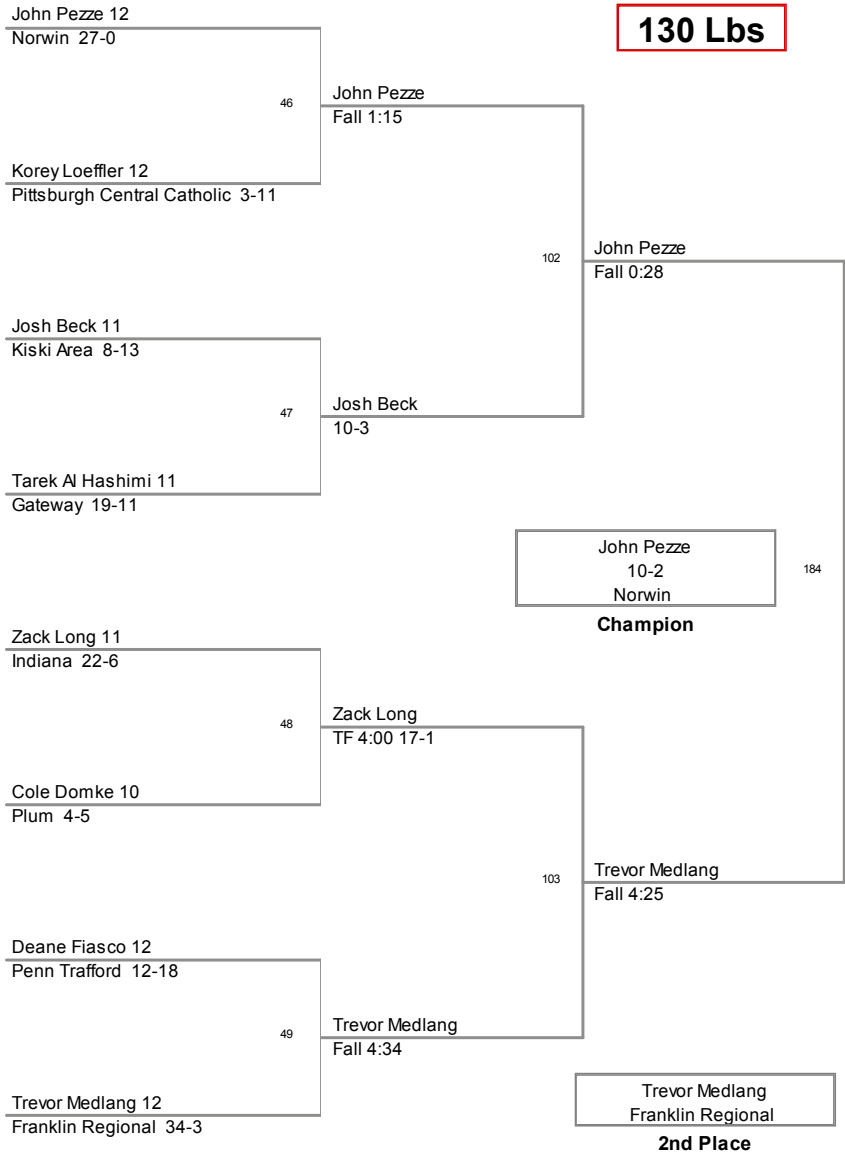 John Pezze 12
Norwin 27-0
130 Lbs
46
John Pezze
Fall 1:15
Korey Loeffler 12
Pittsburgh Central Catholic 3-11
102
John Pezze
Fall 0:28
Josh Beck 11
Kiski Area 8-13
47
Josh Beck
10-3
Tarek Al Hashimi 11
Gateway 19-11
John Pezze
10-2
Norwin
184
Champion
Zack Long 11
Indiana 22-6
48
Zack Long
TF 4:00 17-1
Cole Domke 10
Plum 4-5
103
Trevor Medlang
Fall 4:25
Deane Fiasco 12
Penn Trafford 12-18
49
Trevor Medlang
Fall 4:34
Trevor Medlang 12
Franklin Regional 34-3
Trevor Medlang
Franklin Regional
2nd Place